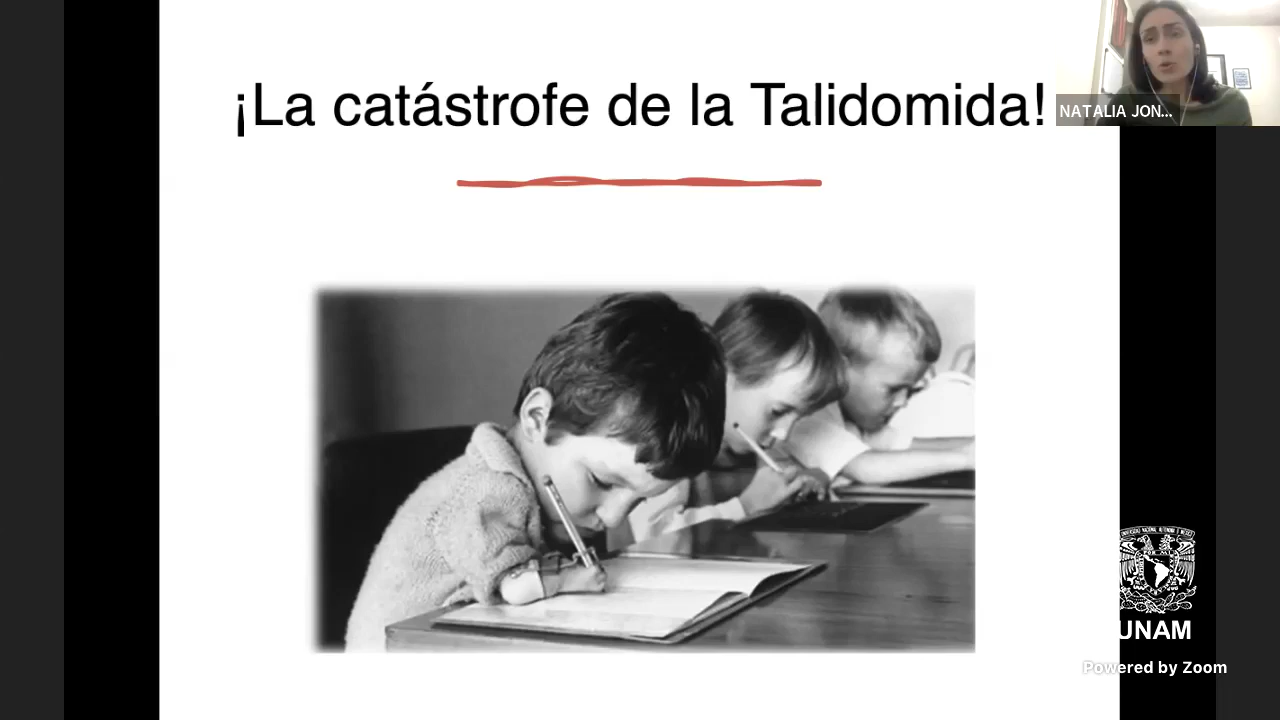 ¡La catástrofe de la Talidomida!
NATALIA JON...
UNAM
Powered by Zoom